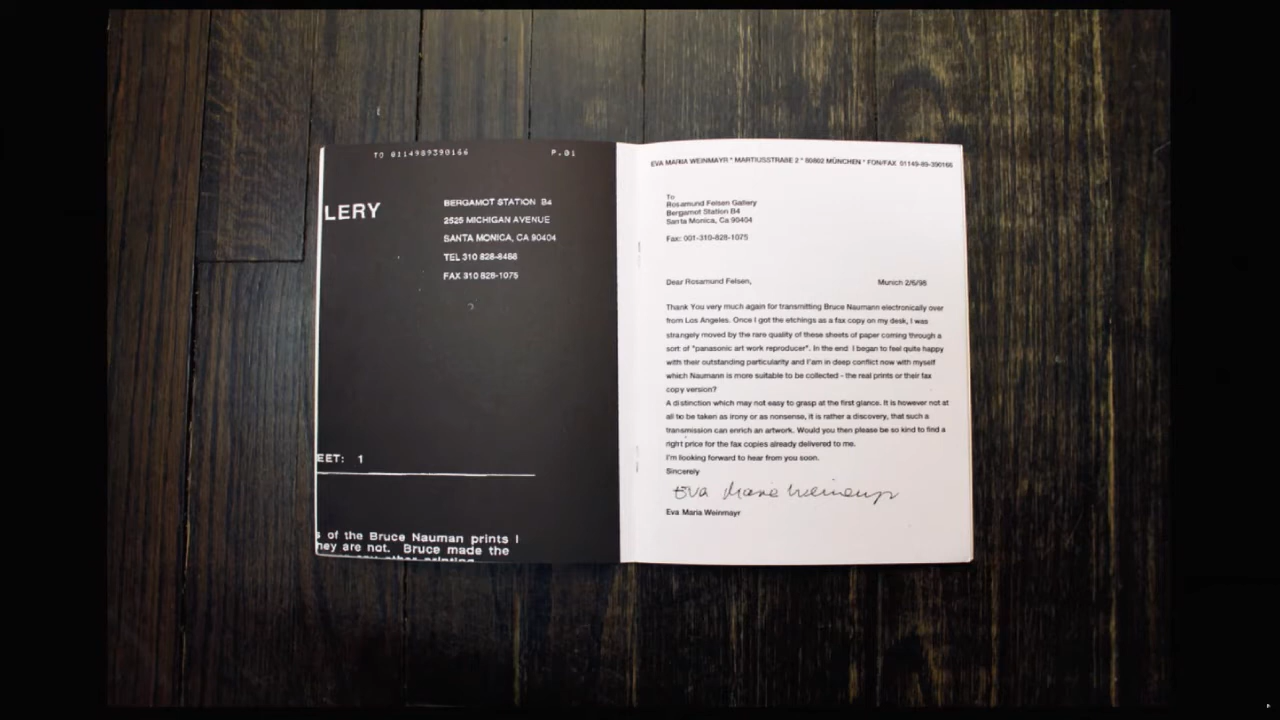 TO 0114989390166 P.01
LERY
BERGAMOT STATION B4
2525 MICHIGAN AVENUE
SANTA MONICA, CA 90404
TEL 310 828-8488
FAX 310 828-1075
EET: 1
s of the Bruce Nauman prints I
hey are not. Bruce made the
any other printing
EVA MARIA WEINMAYR * MARTIUSSTRAßE 2 * 80802 MÜNCHEN * FON/FAX 01149-89-390166
To
Rosamund Felsen Gallery
Bergamot Station B4
Santa Monica, Ca 90404
Fax: 001-310-828-1075
Dear Rosamund Felsen, Munich 2/6/98
Thank You very much again for transmitting Bruce Naumann electronically over
from Los Angeles. Once I got the etchings as a fax copy on my desk, I was
strangely moved by the rare quality of these sheets of paper coming through a
sort of "panasonic art work reproducer". In the end I began to feel quite happy
with their outstanding particularity and I'am in deep conflict now with myself
which Naumann is more suitable to be collected - the real prints or their fax
copy version?
A distinction which may not easy to grasp at the first glance. It is however not at
all to be taken as irony or as nonsense, it is rather a discovery, that such a
transmission can enrich an artwork. Would you then please be so kind to find a
right price for the fax copies already delivered to me.
I'm looking forward to hear from you soon.
Sincerely
Eva Maria Weinmayr
Eva Maria Weinmayr